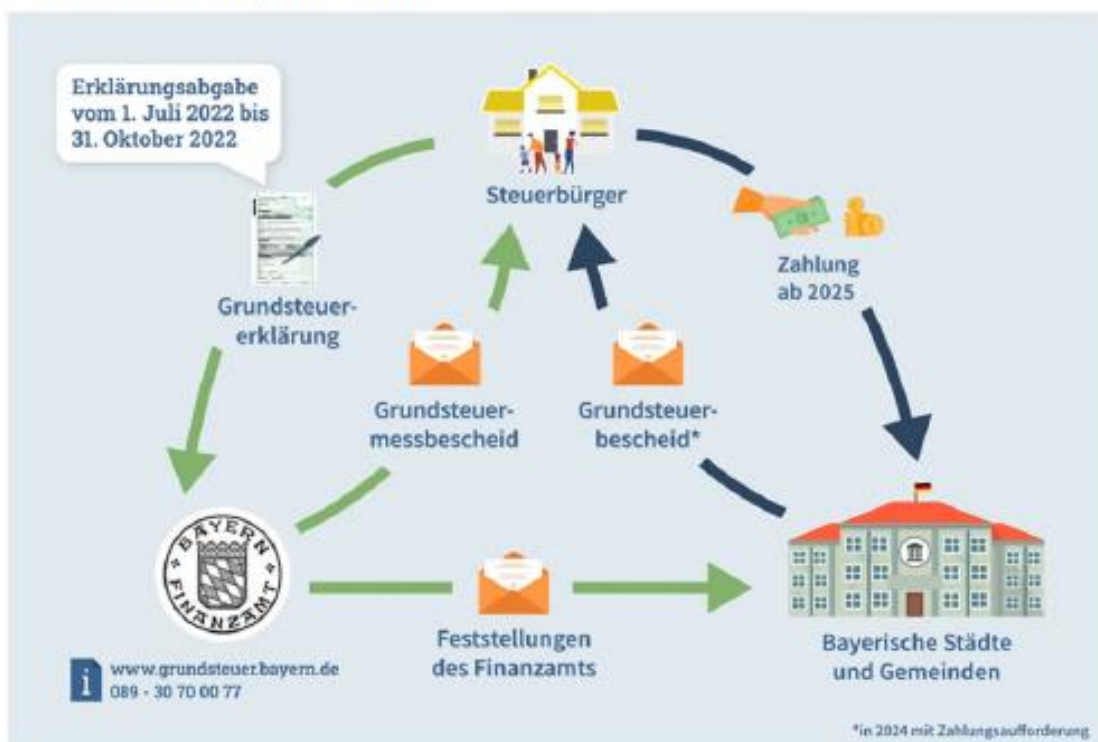 Erklärungsabgabe
vom 1. Juli 2022 bis
31. Oktober 2022
Steuerbürger
Grundsteuer-
erklärung
Zahlung
ab 2025
Grundsteuer-
messbescheid
Grundsteuer-
bescheid*
BAYERN
FINANZAMT
Feststellungen
des Finanzamts
Bayerische Städte
und Gemeinden
i
www.grundsteuer.bayern.de
089 - 30 70 00 77
*in 2024 mit Zahlungsaufforderung